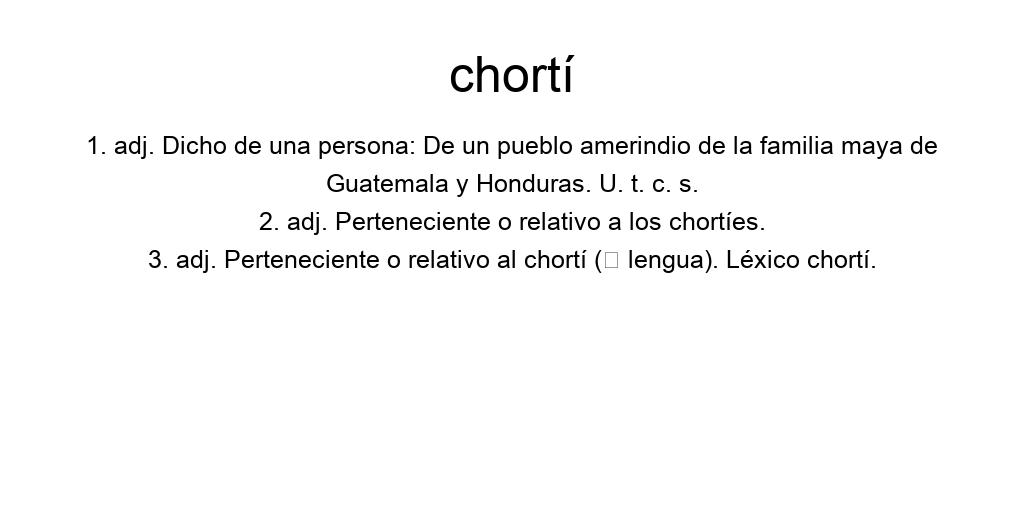 chortí
1. adj. Dicho de una persona: De un pueblo amerindio de la familia maya de
Guatemala y Honduras. U. t. c. s.
2. adj. Perteneciente o relativo a los chortíes.
3. adj. Perteneciente o relativo al chortí (□ lengua). Léxico chortí.